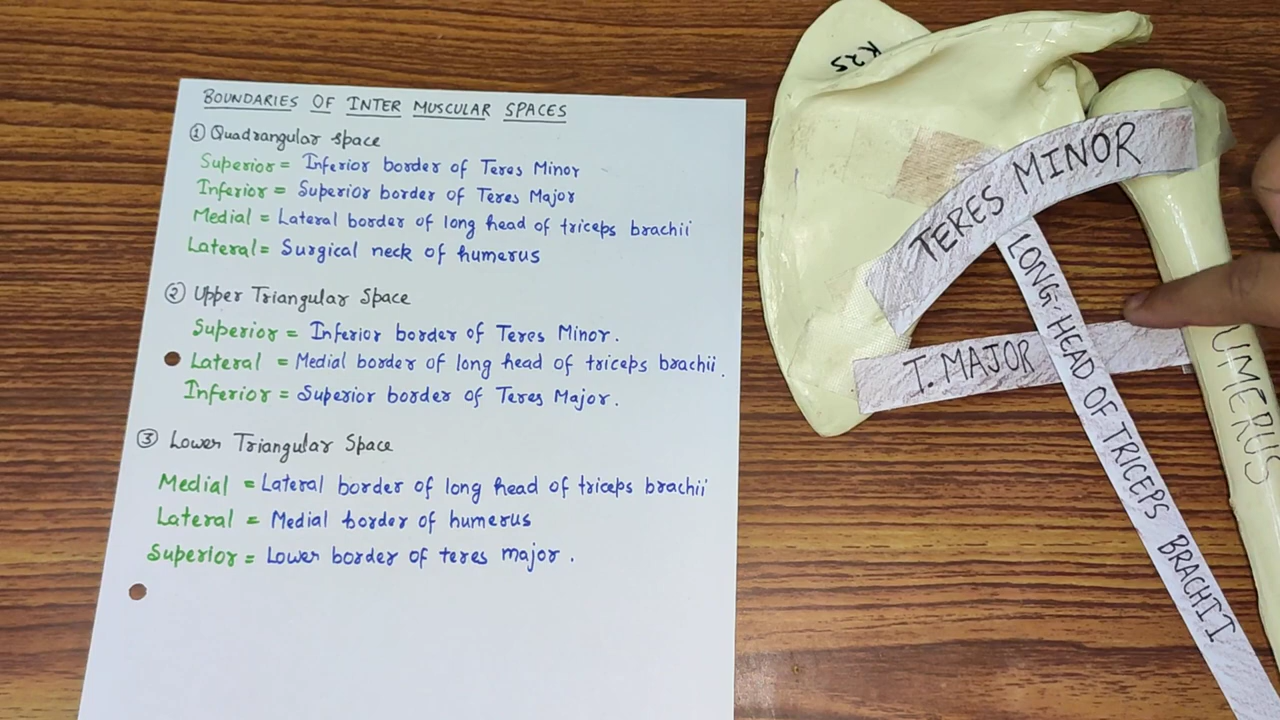 BOUNDARIES OF INTER MUSCULAR SPACES
① Quadrangular space
Superior = Inferior border of Teres Minor
Inferior = Superior border of Teres Major
Medial = Lateral border of long head of triceps brachii
Lateral = Surgical neck of humerus
② Upper Triangular Space
Superior = Inferior border of Teres Minor.
Lateral = Medial border of long head of triceps brachii.
Inferior = Superior border of Teres Major.
③ Lower Triangular Space
Medial = Lateral border of long head of triceps brachii
Lateral = Medial border of humerus
Superior = Lower border of teres major.
K25
TERES MINOR
T. MAJOR
LONG HEAD OF TRICEPS BRACHII
UMERUS